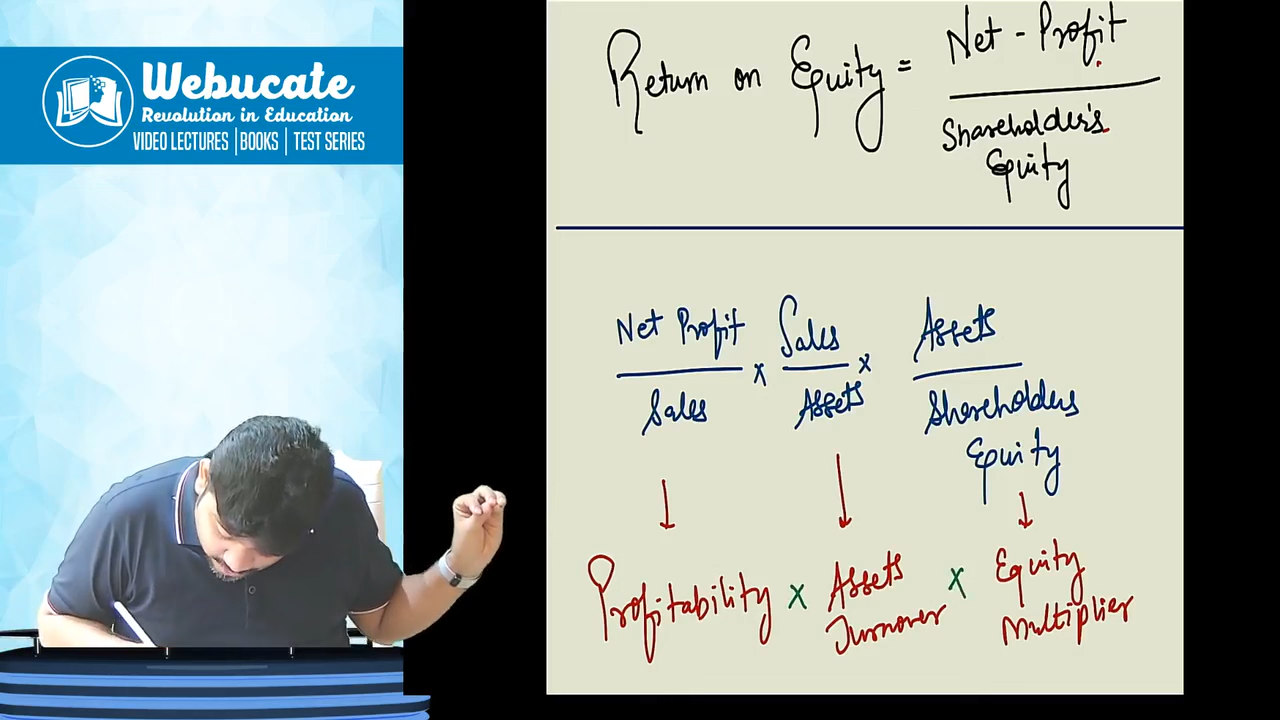 Webucate
Revolution in Education
VIDEO LECTURES | BOOKS | TEST SERIES
Return on Equity = Net - Profit
Shareholder's
Equity
Net Profit x Sales x Assets
Sales Assets Shareholders
Equity
Profitability x Assets x Equity
Turnover Multiplier